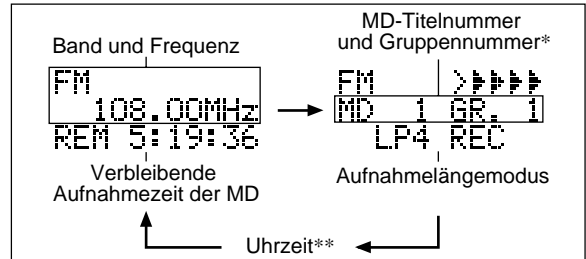 Band und Frequenz
FM
108.00MHz
REM 5:19:36
Verbleibende
Aufnahmezeit der MD
MD-Titelnummer
und Gruppennummer*
FM
MD 1 GR. 1
LP4 REC
Aufnahmelängemodus
Uhrzeit**